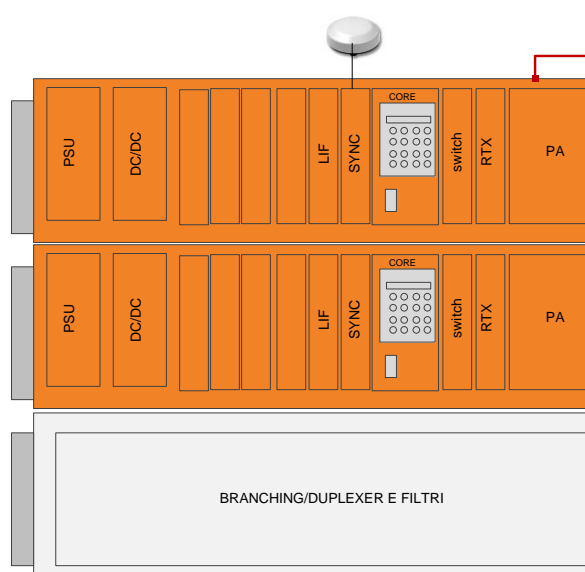 CORE
PSU
DC/DC
LIF
SYNC
switch
RTX
PA
CORE
PSU
DC/DC
LIF
SYNC
switch
RTX
PA
BRANCHING/DUPLEXER E FILTRI